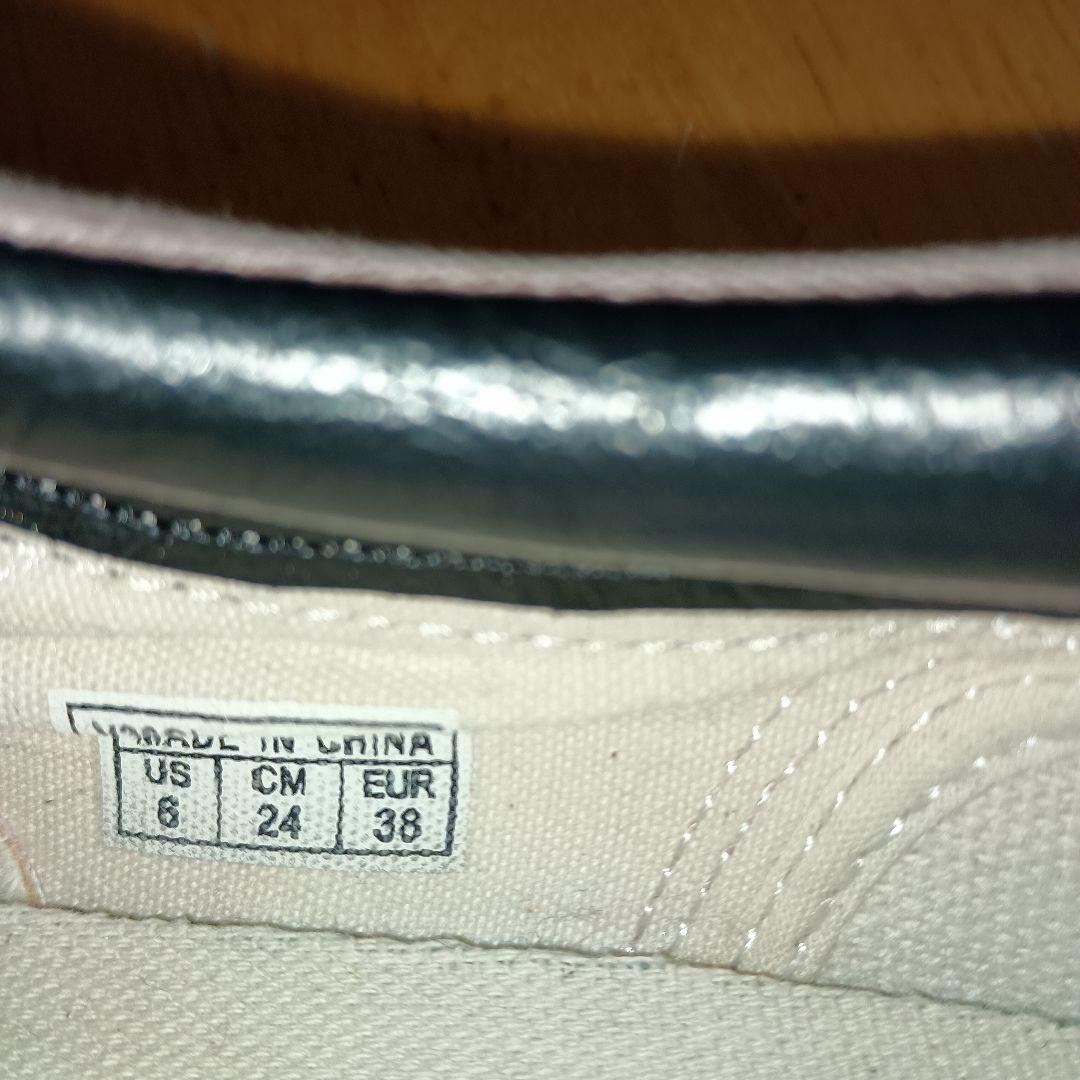 MADE IN CHINA
US CM EUR
6 24 38